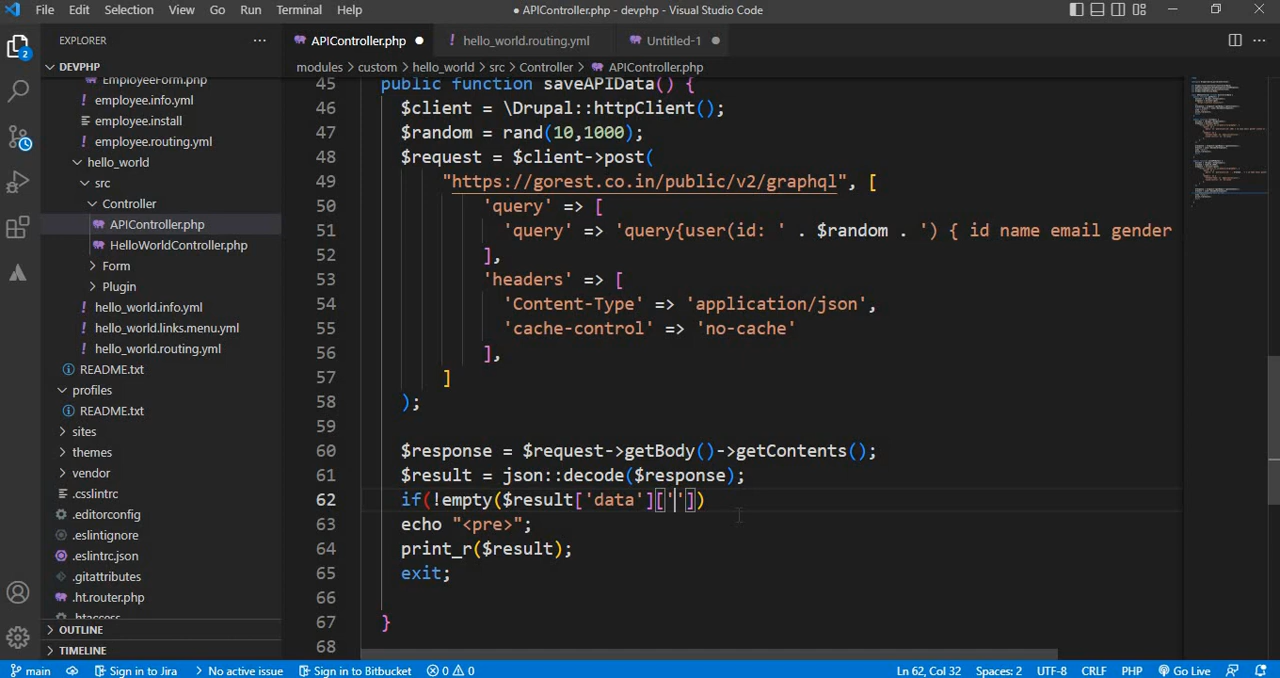 File Edit Selection View Go Run Terminal Help
● APIController.php - devphp - Visual Studio Code
EXPLORER
APIController.php ●
! hello_world.routing.yml
Untitled-1 ●
DEVPHP
modules > custom > hello_world > src > Controller > APIController.php
EmployeeForm.php
employee.info.yml
employee.install
employee.routing.yml
hello_world
src
Controller
APIController.php
HelloWorldController.php
Form
Plugin
hello_world.info.yml
hello_world.links.menu.yml
hello_world.routing.yml
README.txt
profiles
README.txt
sites
themes
vendor
.csslintrc
.editorconfig
.eslintignore
.eslintrc.json
.gitattributes
.ht.router.php
.htaccess
OUTLINE
TIMELINE
2
45 public function saveAPIData() {
46 $client = \Drupal::httpClient();
47 $random = rand(10,1000);
48 $request = $client->post(
49 "https://gorest.co.in/public/v2/graphql", [
50 'query' => [
51 'query' => 'query{user(id: ' . $random . ') { id name email gender
52 ],
53 'headers' => [
54 'Content-Type' => 'application/json',
55 'cache-control' => 'no-cache'
56 ],
57 ]
58 );
59
60 $response = $request->getBody()->getContents();
61 $result = json::decode($response);
62 if(!empty($result['data'][''])
63 echo "<pre>";
64 print_r($result);
65 exit;
66
67 }
68
main
Sign in to Jira
No active issue
Sign in to Bitbucket
0 0
Ln 62, Col 32
Spaces: 2
UTF-8
CRLF
PHP
Go Live